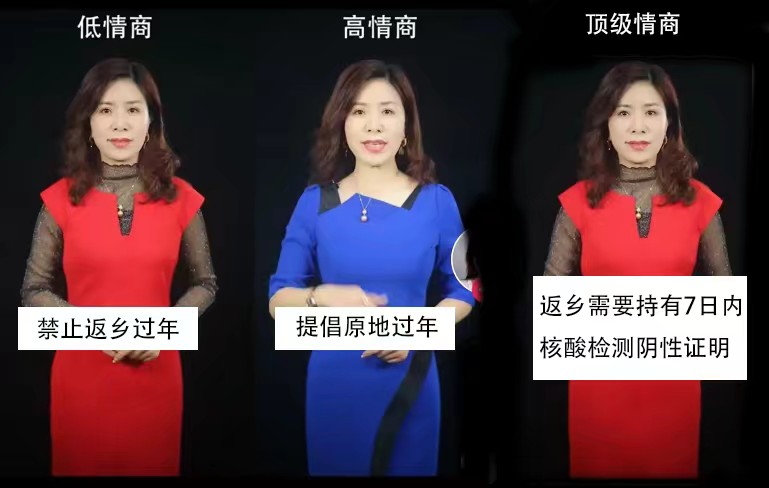 低情商
高情商
顶级情商
禁止返乡过年
提倡原地过年
返乡需要持有7日内
核酸检测阴性证明